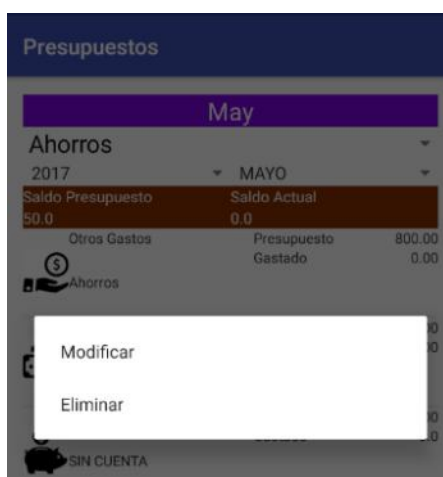 Presupuestos
May
Ahorros
2017 MAYO
Saldo Presupuesto Saldo Actual
50.0 0.0
Otros Gastos Presupuesto 800.00
Gastado 0.00
Ahorros
Modificar
Eliminar
SIN CUENTA